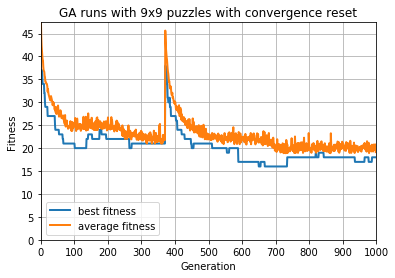 GA runs with 9x9 puzzles with convergence reset
45
40
35
30
25
20
15
10
5
0
Fitness
best fitness
average fitness
0 100 200 300 400 500 600 700 800 900 1000
Generation